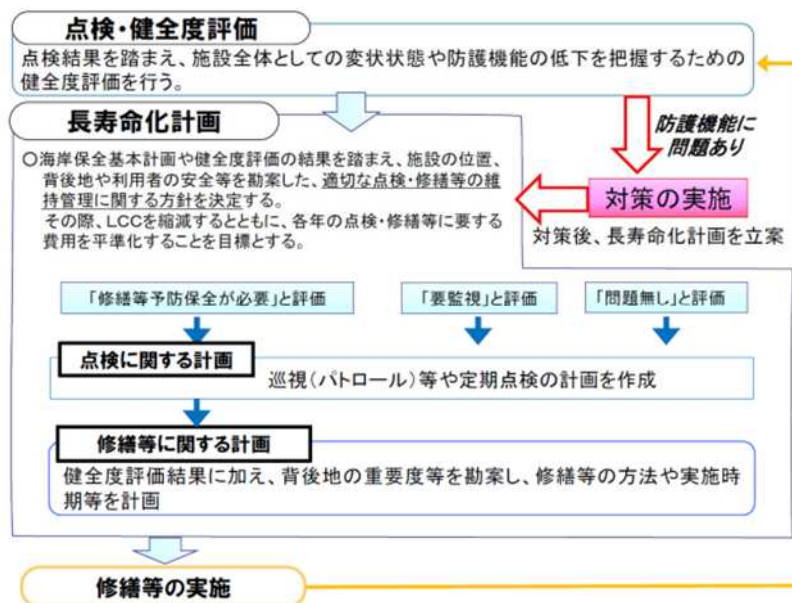 点検・健全度評価
点検結果を踏まえ、施設全体としての変状状態や防護機能の低下を把握するための
健全度評価を行う。
防護機能に
問題あり
長寿命化計画
○海岸保全基本計画や健全度評価の結果を踏まえ、施設の位置、
背後地や利用者の安全等を勘案した、適切な点検・修繕等の維
持管理に関する方針を決定する。
その際、LCCを縮減するとともに、各年の点検・修繕等に要する
費用を平準化することを目標とする。
対策の実施
対策後、長寿命化計画を立案
「修繕等予防保全が必要」と評価
「要監視」と評価
「問題無し」と評価
点検に関する計画
巡視(パトロール)等や定期点検の計画を作成
修繕等に関する計画
健全度評価結果に加え、背後地の重要度等を勘案し、修繕等の方法や実施時
期等を計画
修繕等の実施